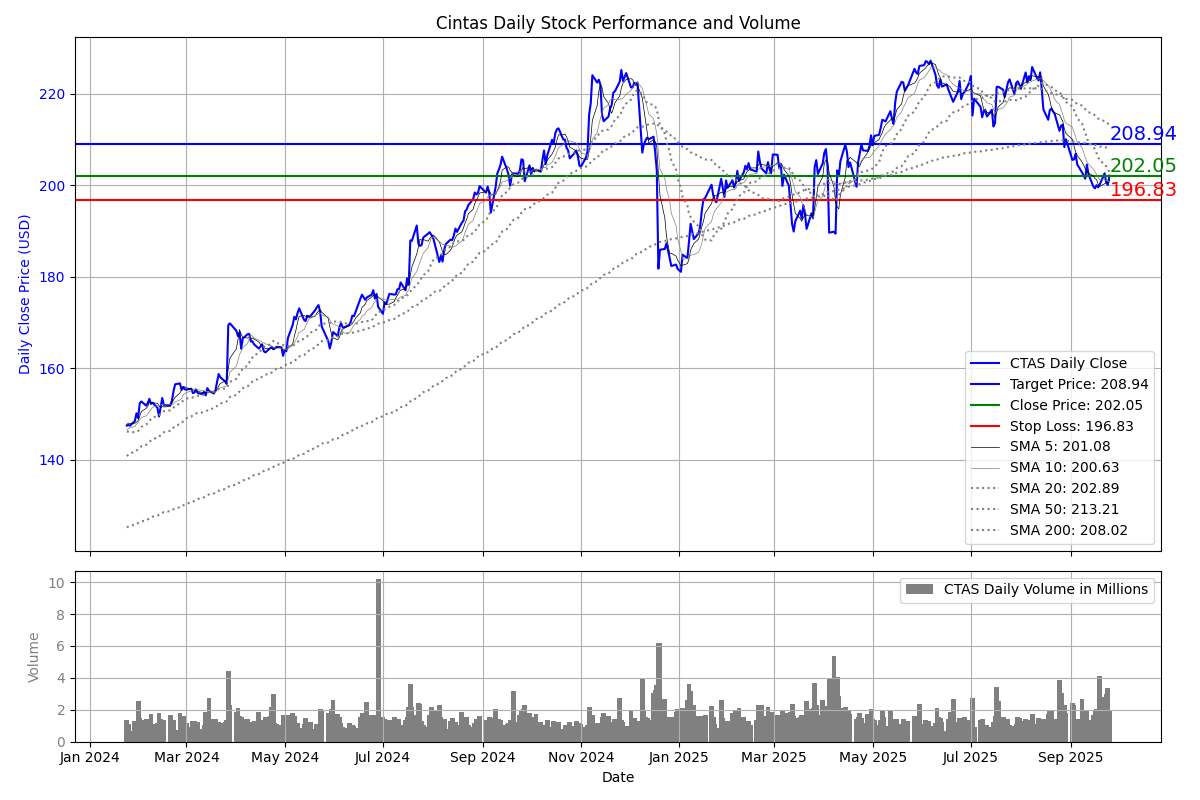 Cintas Daily Stock Performance and Volume
Daily Close Price (USD)
220
200
180
160
140
208.94
202.05
196.83
CTAS Daily Close
Target Price: 208.94
Close Price: 202.05
Stop Loss: 196.83
SMA 5: 201.08
SMA 10: 200.63
SMA 20: 202.89
SMA 50: 213.21
SMA 200: 208.02
Volume
10
8
6
4
2
0
CTAS Daily Volume in Millions
Jan 2024 Mar 2024 May 2024 Jul 2024 Sep 2024 Nov 2024 Jan 2025 Mar 2025 May 2025 Jul 2025 Sep 2025
Date